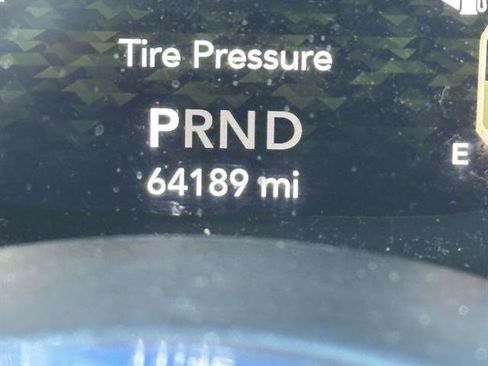 Tire Pressure
PRND
E
64189 mi